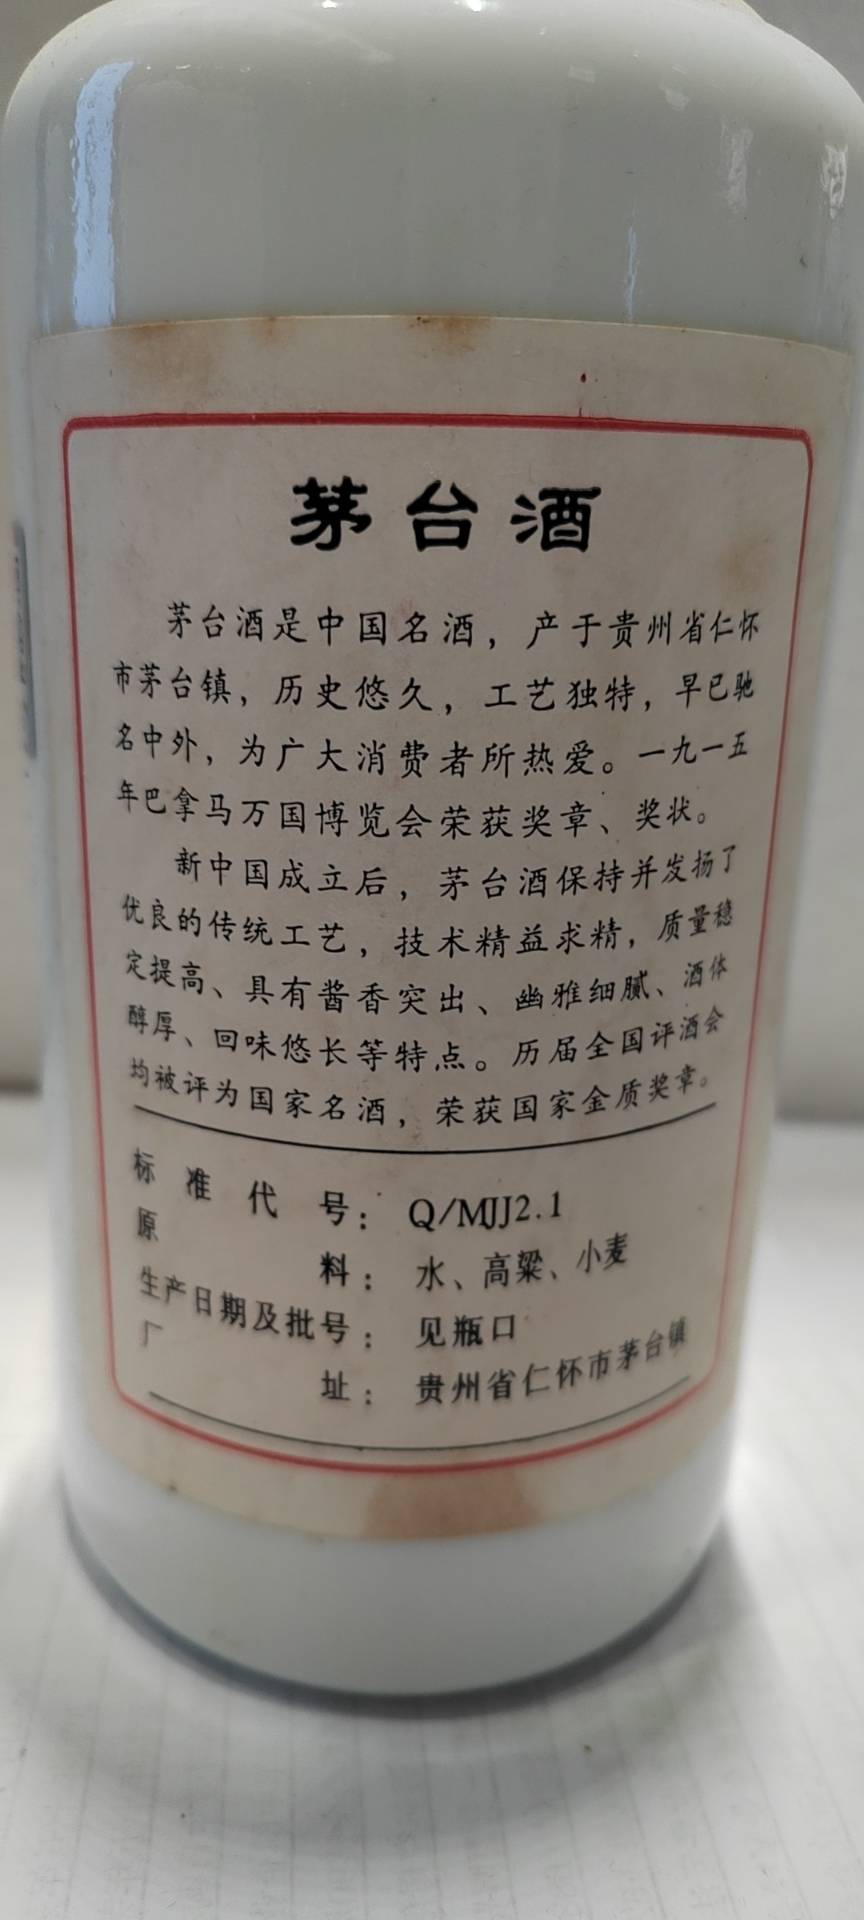 茅台酒
茅台酒是中国名酒，产于贵州省仁怀
市茅台镇，历史悠久，工艺独特，早已驰
名中外，为广大消费者所热爱。一九一五
年巴拿马万国博览会荣获奖章、奖状。
新中国成立后，茅台酒保持并发扬了
优良的传统工艺，技术精益求精，质量稳
定提高、具有酱香突出、幽雅细腻、酒体
醇厚、回味悠长等特点。历届全国评酒会
均被评为国家名酒，荣获国家金质奖章。
标准代号：Q/MJJ2.1
原料：水、高粱、小麦
生产日期及批号：见瓶口
厂址：贵州省仁怀市茅台镇